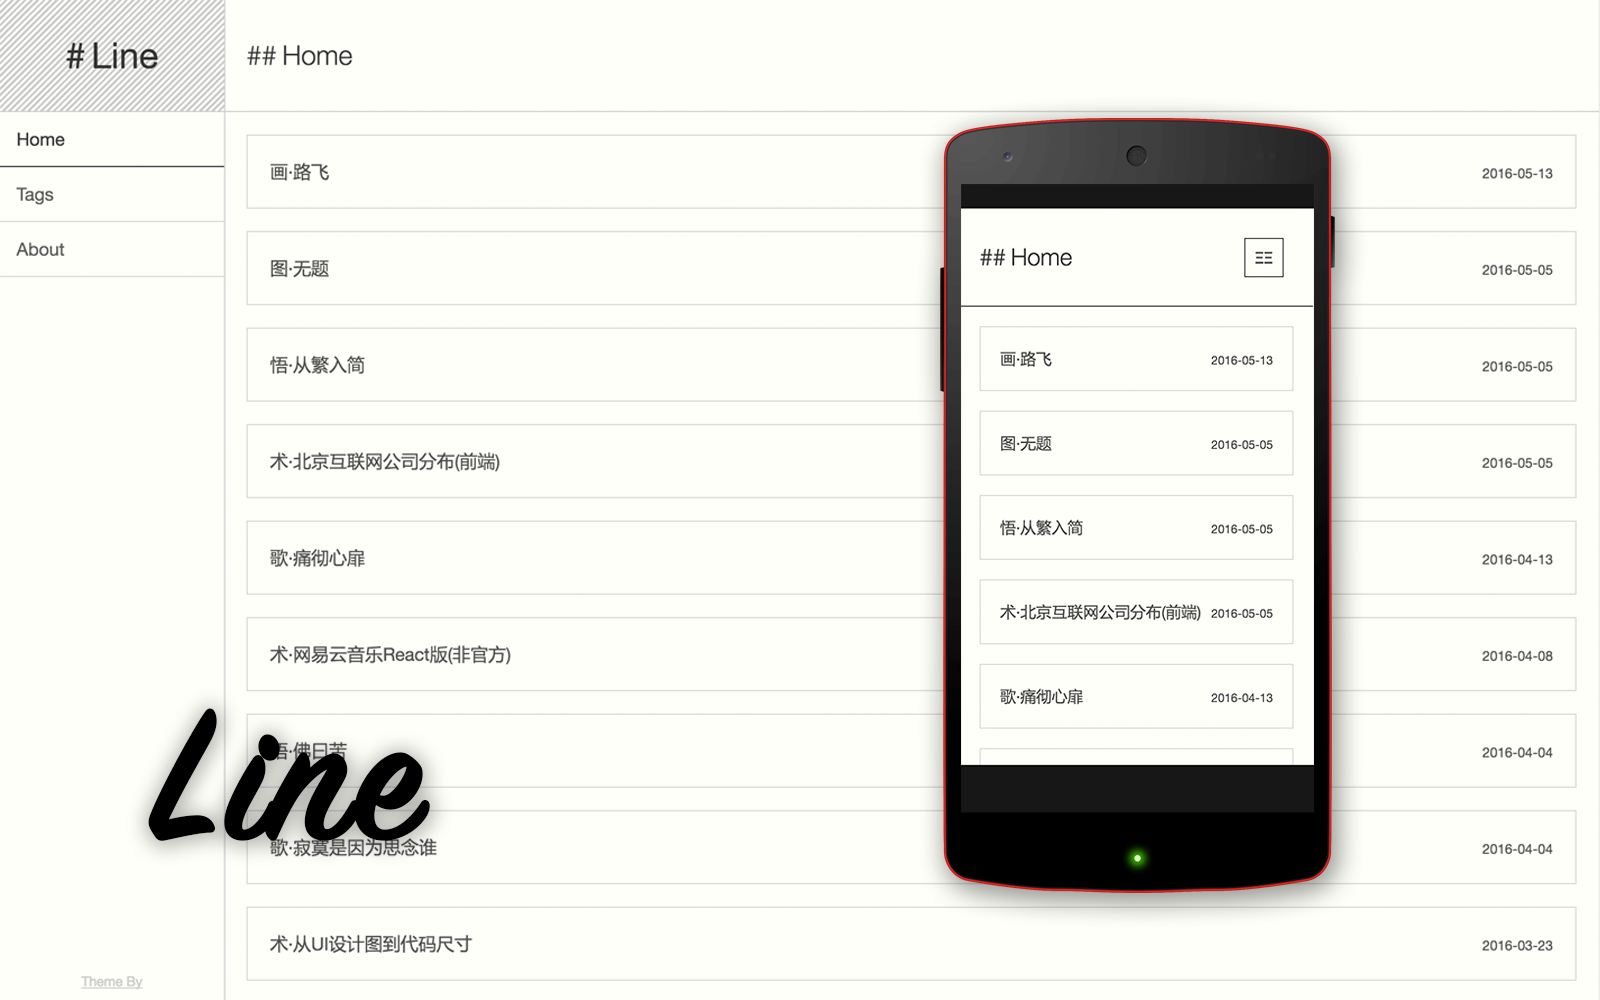 # Line
Home
Tags
About
Theme By
## Home
画·路飞 2016-05-13
图·无题 2016-05-05
悟·从繁入简 2016-05-05
术·北京互联网公司分布(前端) 2016-05-05
歌·痛彻心扉 2016-04-13
术·网易云音乐React版(非官方) 2016-04-08
悟·佛曰苦 2016-04-04
歌·寂寞是因为思念谁 2016-04-04
术·从UI设计图到代码尺寸 2016-03-23
Line
## Home
画·路飞 2016-05-13
图·无题 2016-05-05
悟·从繁入简 2016-05-05
术·北京互联网公司分布(前端) 2016-05-05
歌·痛彻心扉 2016-04-13